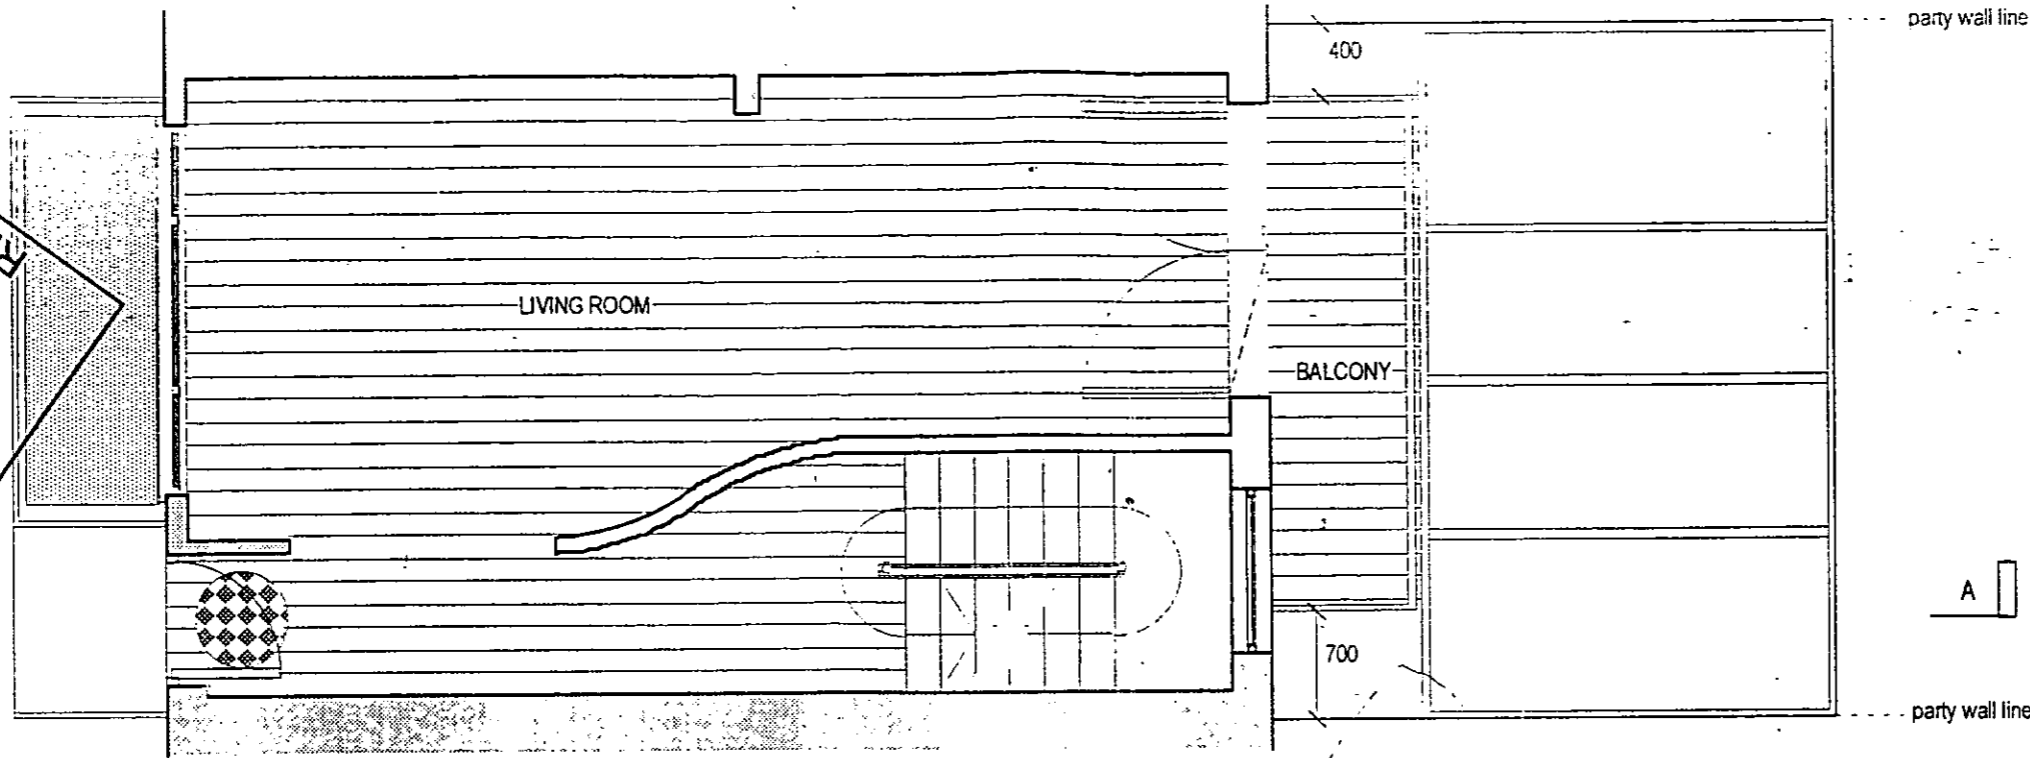 party wall line
400
LIVING ROOM
BALCONY
A
700
party wall line